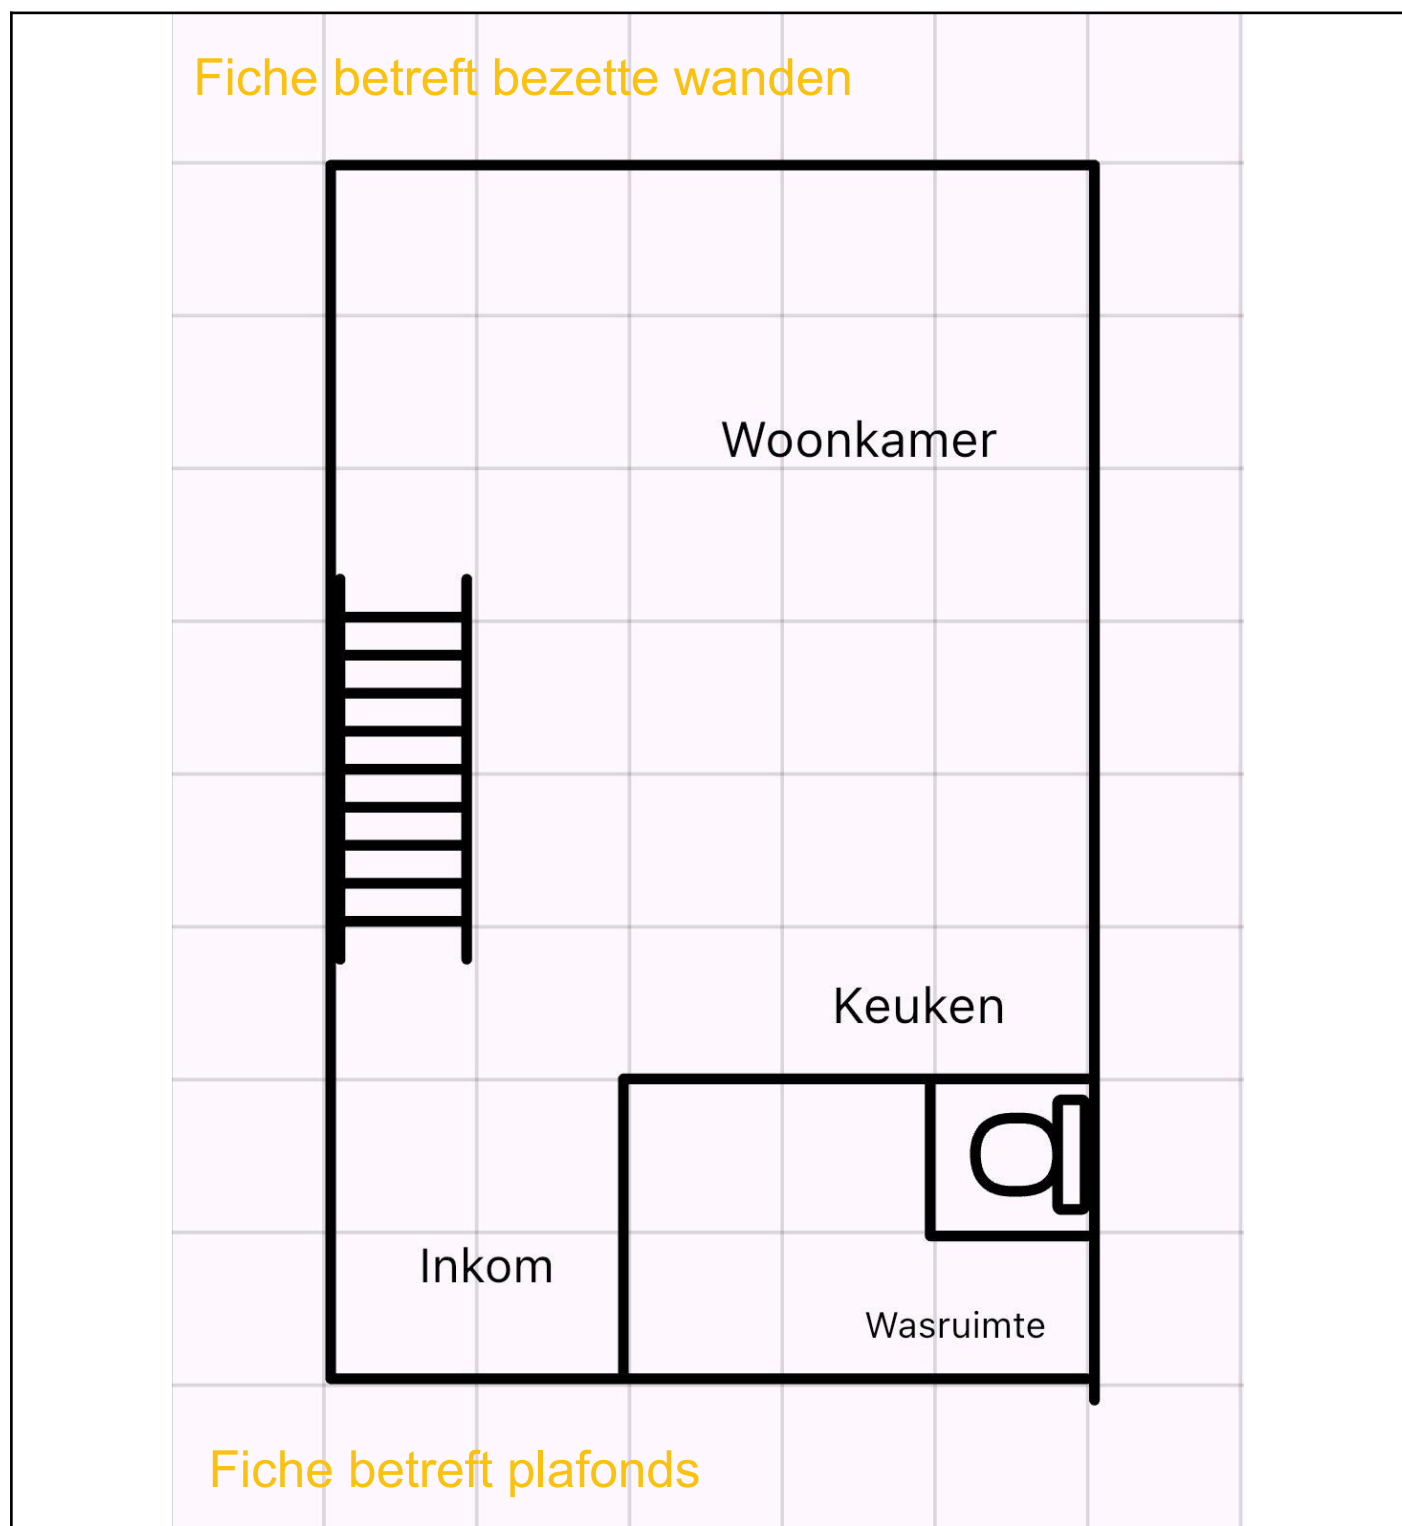 Fiche betreft bezette wanden
Woonkamer
Keuken
Inkom
Wasruimte
Fiche betreft plafonds